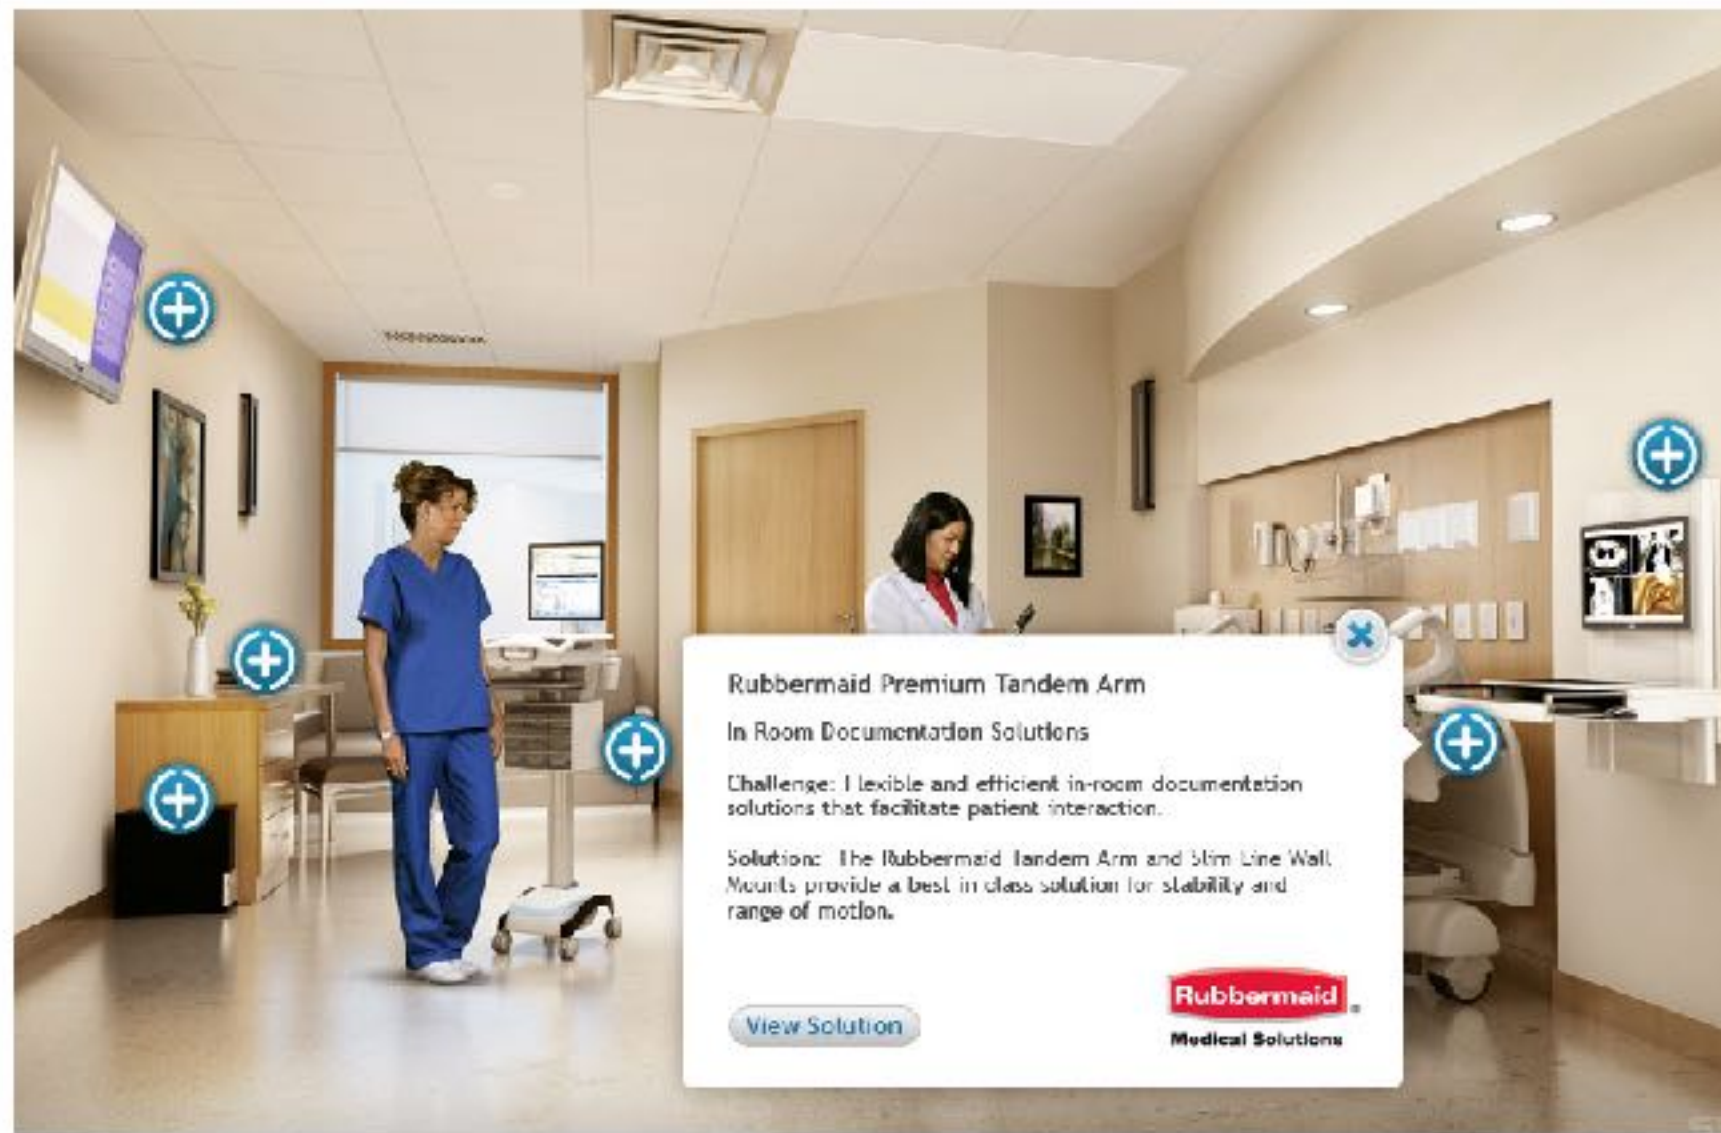 Rubbermaid Premium Tandem Arm
In Room Documentation Solutions
Challenge: Flexible and efficient in-room documentation
solutions that facilitate patient interaction.
Solution: The Rubbermaid Tandem Arm and Slim Line Wall
Mounts provide a best in class solution for stability and
range of motion.
View Solution
Rubbermaid®
Medical Solutions